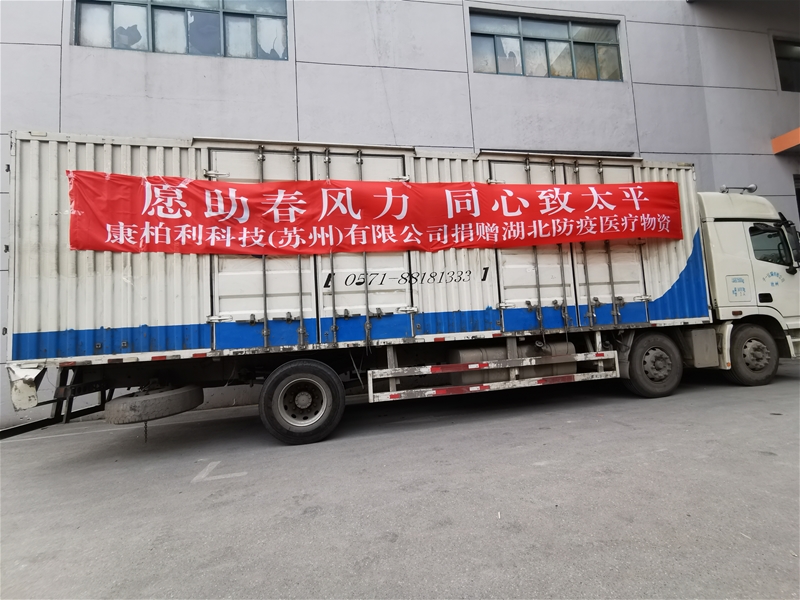 愿助春风力 同心致太平
康柏利科技(苏州)有限公司捐赠湖北防疫医疗物资
【0571-88181333】